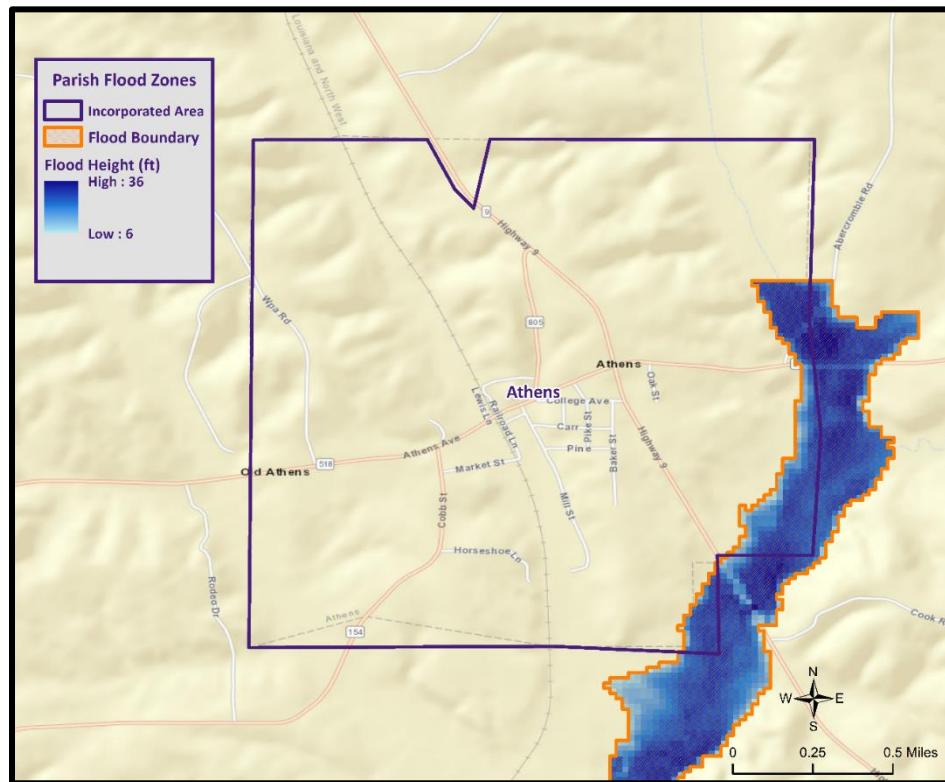 Louisiana and North West
Parish Flood Zones
Incorporated Area
Flood Boundary
Flood Height (ft)
High : 36
Low : 6
9
Highway 9
Abercrombie Rd
Wpa Rd
805
Athens
Oak St
Athens
College Ave
Lewis Ln
Railroad Ln
Carr
Pine
Pike St
Baker St
Highway 9
Athens Ave
518
Old Athens
Market St
Cobb St
Mill St
Horseshoe Ln
Rodeo Dr
Athens
154
Cook R
N
W E
S
0 0.25 0.5 Miles